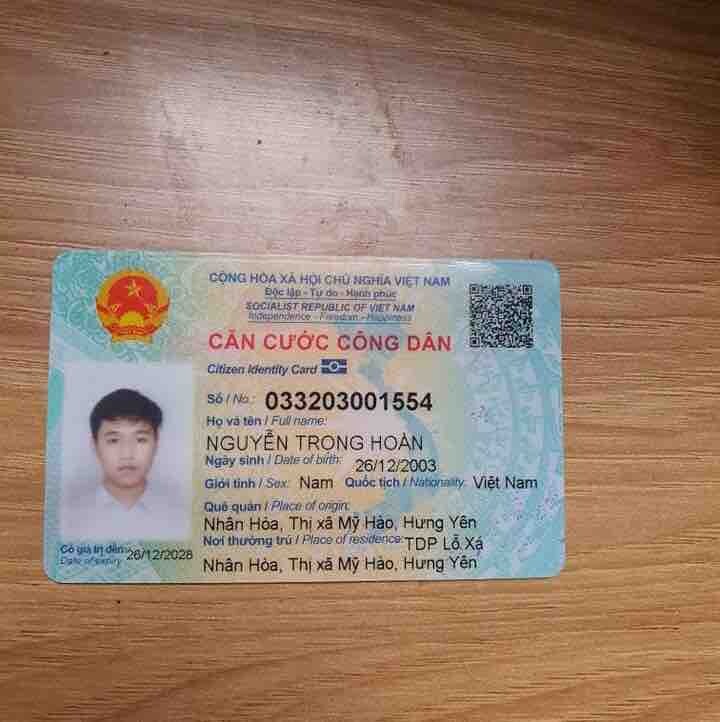 CỘNG HÒA XÃ HỘI CHỦ NGHĨA VIỆT NAM
Độc lập - Tự do - Hạnh phúc
SOCIALIST REPUBLIC OF VIET NAM
Independence - Freedom - Happiness
CĂN CƯỚC CÔNG DÂN
Citizen Identity Card
Số / No.: 033203001554
Họ và tên / Full name:
NGUYỄN TRỌNG HOÀN
Ngày sinh / Date of birth: 26/12/2003
Giới tính / Sex: Nam Quốc tịch / Nationality: Việt Nam
Quê quán / Place of origin:
Nhân Hòa, Thị xã Mỹ Hào, Hưng Yên
Nơi thường trú / Place of residence: TDP Lỗ Xá
Nhân Hòa, Thị xã Mỹ Hào, Hưng Yên
Có giá trị đến: 26/12/2028
Date of expiry